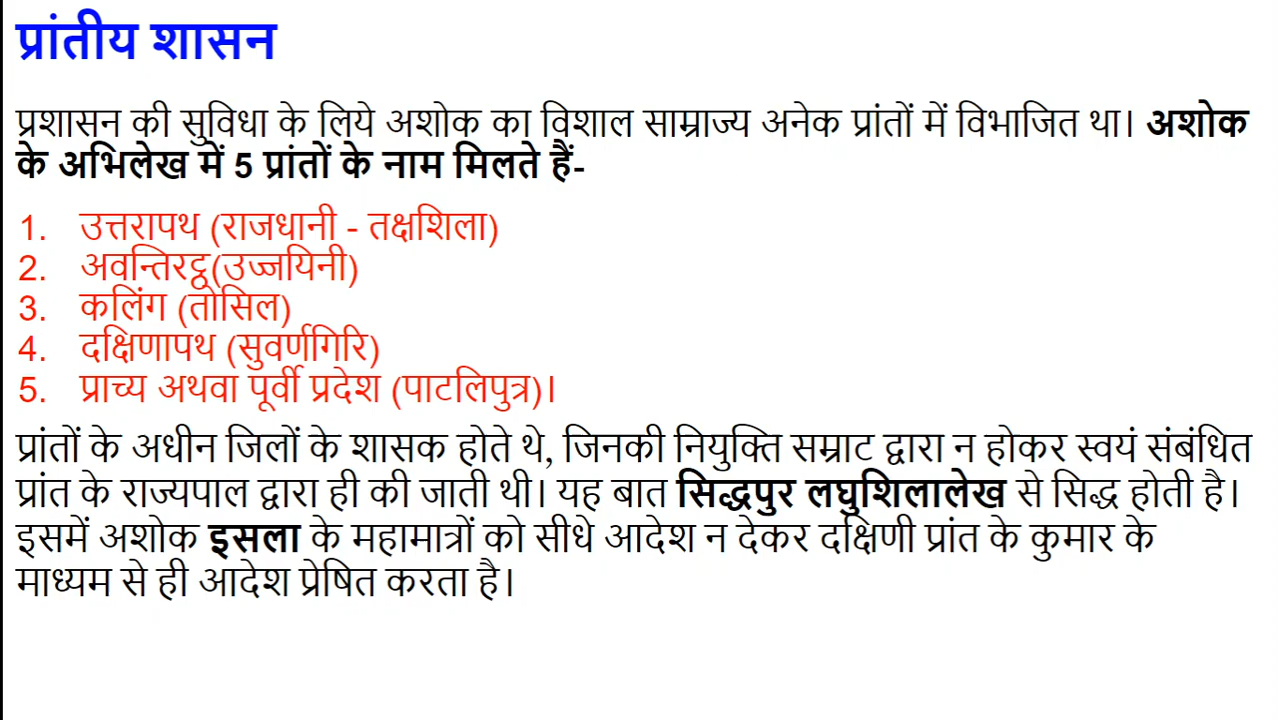 प्रांतीय शासन
प्रशासन की सुविधा के लिये अशोक का विशाल साम्राज्य अनेक प्रांतों में विभाजित था। अशोक
के अभिलेख में 5 प्रांतों के नाम मिलते हैं-
1. उत्तरापथ (राजधानी - तक्षशिला)
2. अवन्तिरट्ठ(उज्जयिनी)
3. कलिंग (तोसिल)
4. दक्षिणापथ (सुवर्णगिरि)
5. प्राच्य अथवा पूर्वी प्रदेश (पाटलिपुत्र)।
प्रांतों के अधीन जिलों के शासक होते थे, जिनकी नियुक्ति सम्राट द्वारा न होकर स्वयं संबंधित
प्रांत के राज्यपाल द्वारा ही की जाती थी। यह बात सिद्धपुर लघुशिलालेख से सिद्ध होती है।
इसमें अशोक इसला के महामात्रों को सीधे आदेश न देकर दक्षिणी प्रांत के कुमार के
माध्यम से ही आदेश प्रेषित करता है।